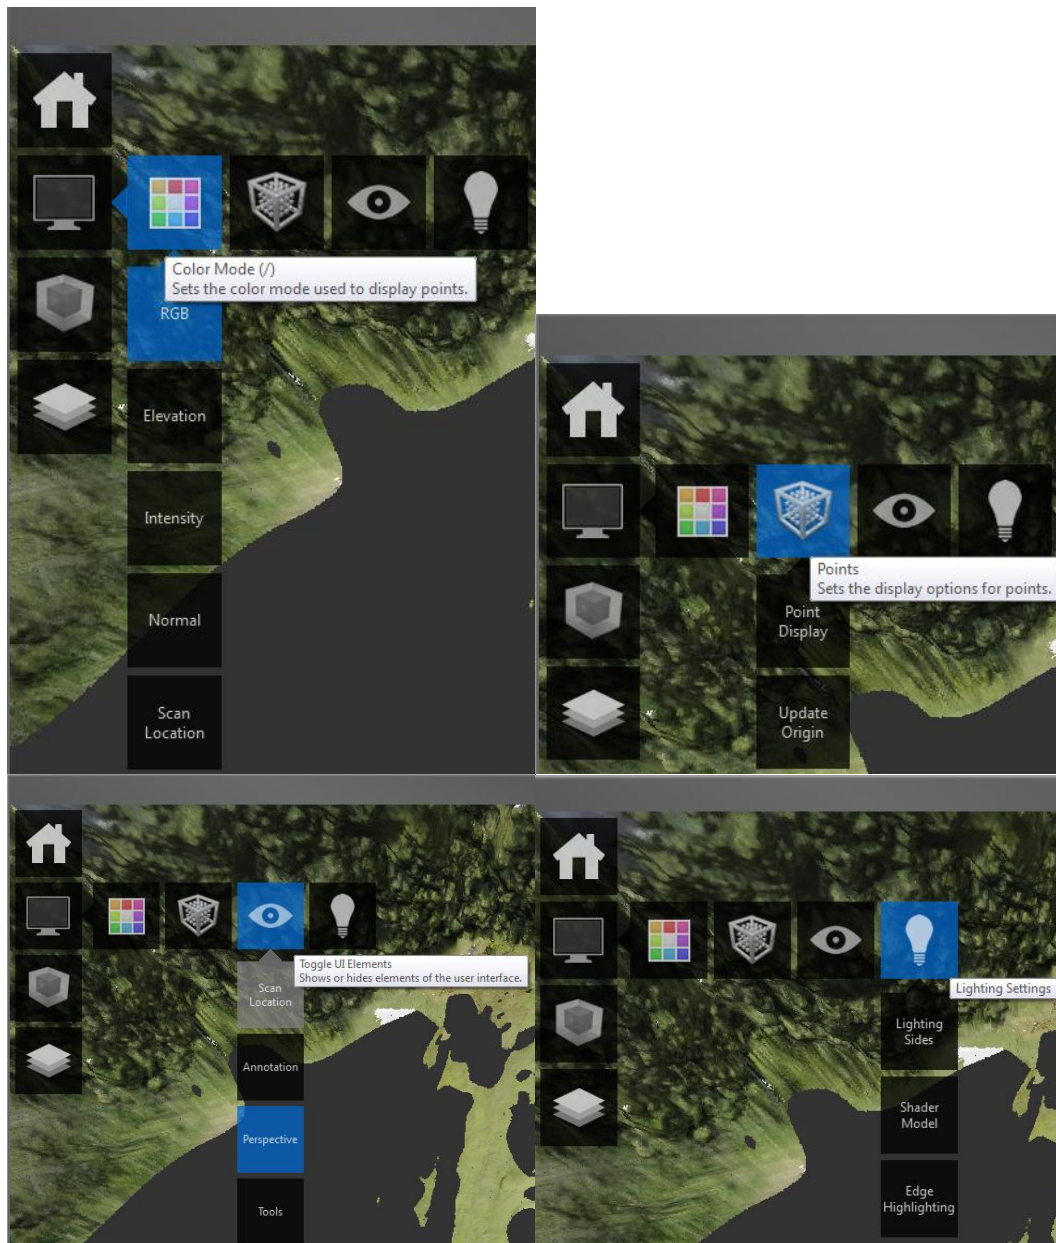 Color Mode (/)
Sets the color mode used to display points.
RGB
Elevation
Intensity
Normal
Scan
Location
Points
Sets the display options for points.
Point
Display
Update
Origin
Toggle UI Elements
Shows or hides elements of the user interface.
Scan
Location
Annotation
Perspective
Tools
Lighting Settings
Lighting
Sides
Shader
Model
Edge
Highlighting